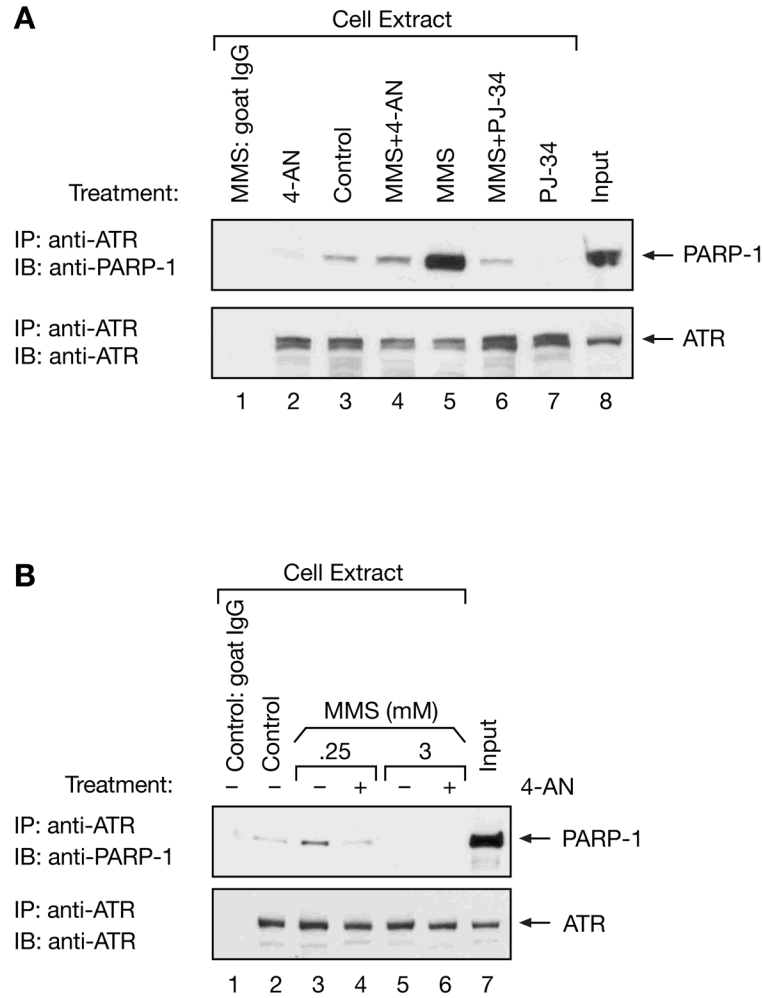 A
Cell Extract
MMS: goat IgG
4-AN
Control
MMS+4-AN
MMS
MMS+PJ-34
PJ-34
Input
Treatment:
IP: anti-ATR
IB: anti-PARP-1
PARP-1
IP: anti-ATR
IB: anti-ATR
ATR
1 2 3 4 5 6 7 8
B
Cell Extract
Control: goat IgG
Control
MMS (mM)
.25 3
Input
Treatment: − − − + − + 4-AN
IP: anti-ATR
IB: anti-PARP-1
PARP-1
IP: anti-ATR
IB: anti-ATR
ATR
1 2 3 4 5 6 7